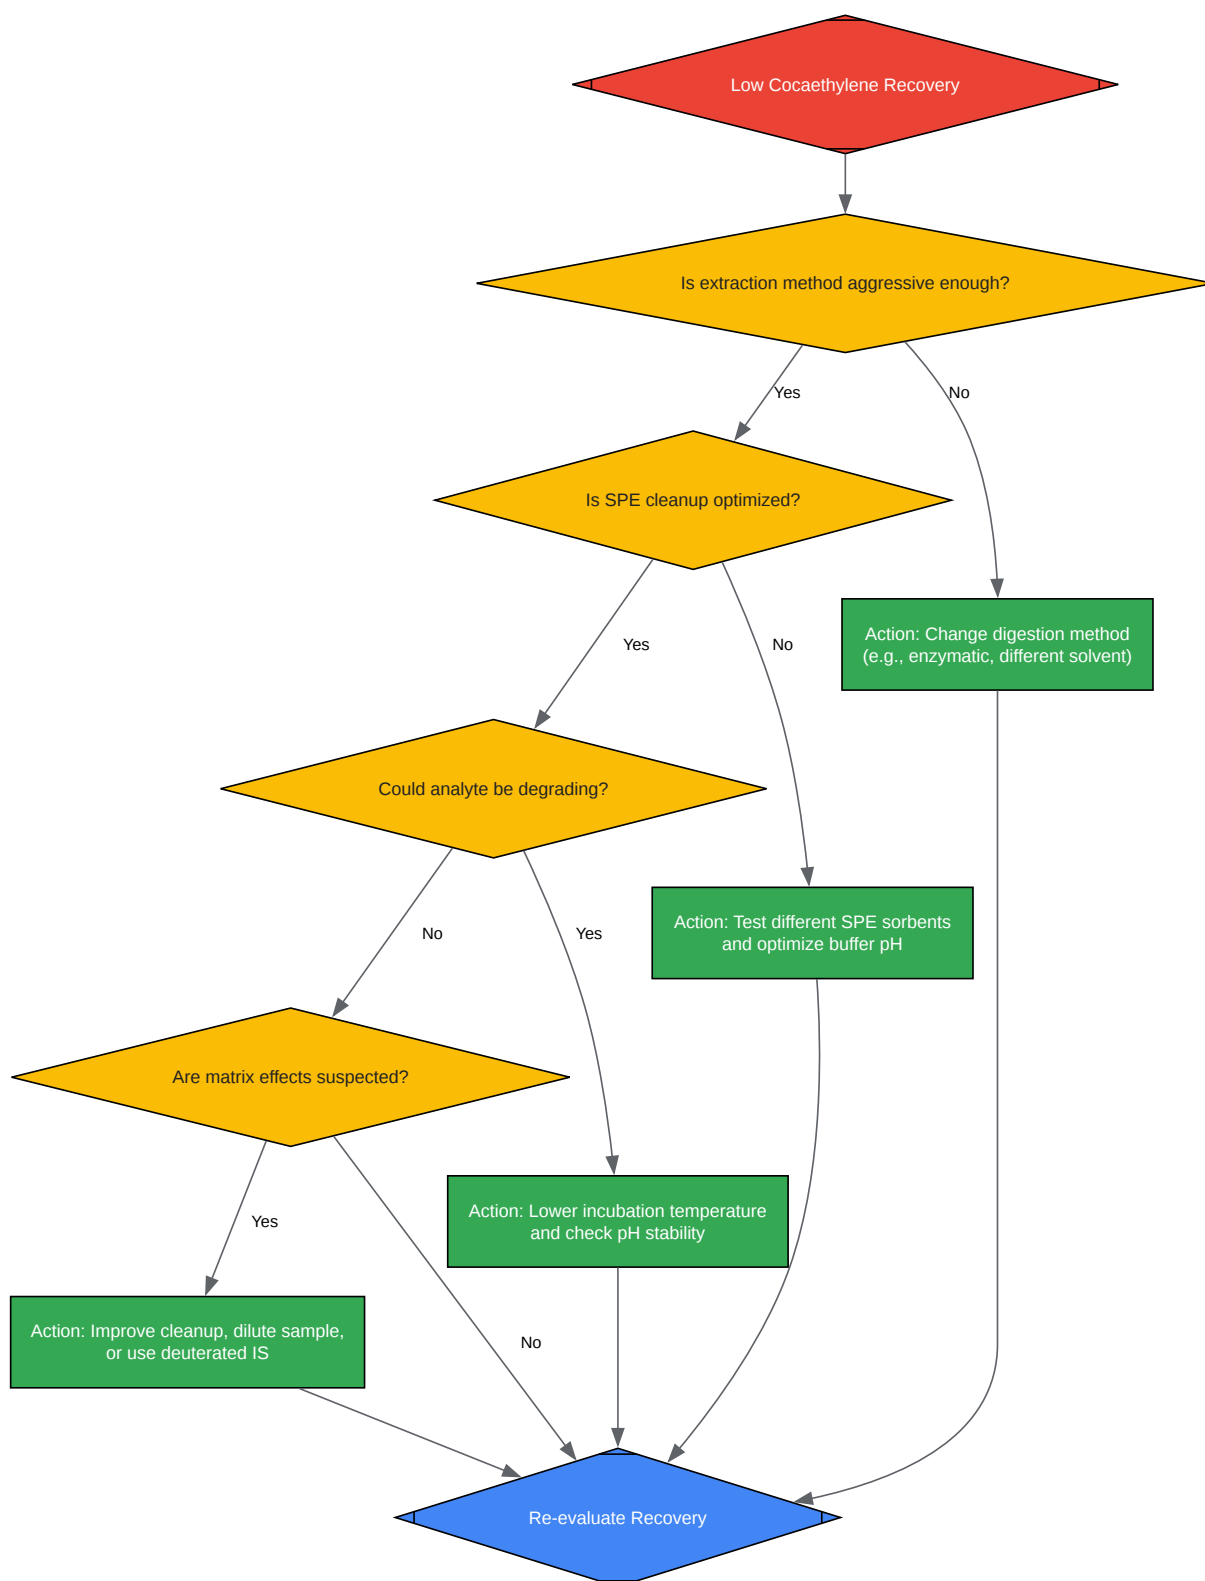 Low Cocaethylene Recovery
Is extraction method aggressive enough?
Yes
No
Is SPE cleanup optimized?
Action: Change digestion method
(e.g., enzymatic, different solvent)
Yes
No
Could analyte be degrading?
Action: Test different SPE sorbents
and optimize buffer pH
No
Yes
Are matrix effects suspected?
Action: Lower incubation temperature
and check pH stability
Yes
No
Action: Improve cleanup, dilute sample,
or use deuterated IS
Re-evaluate Recovery